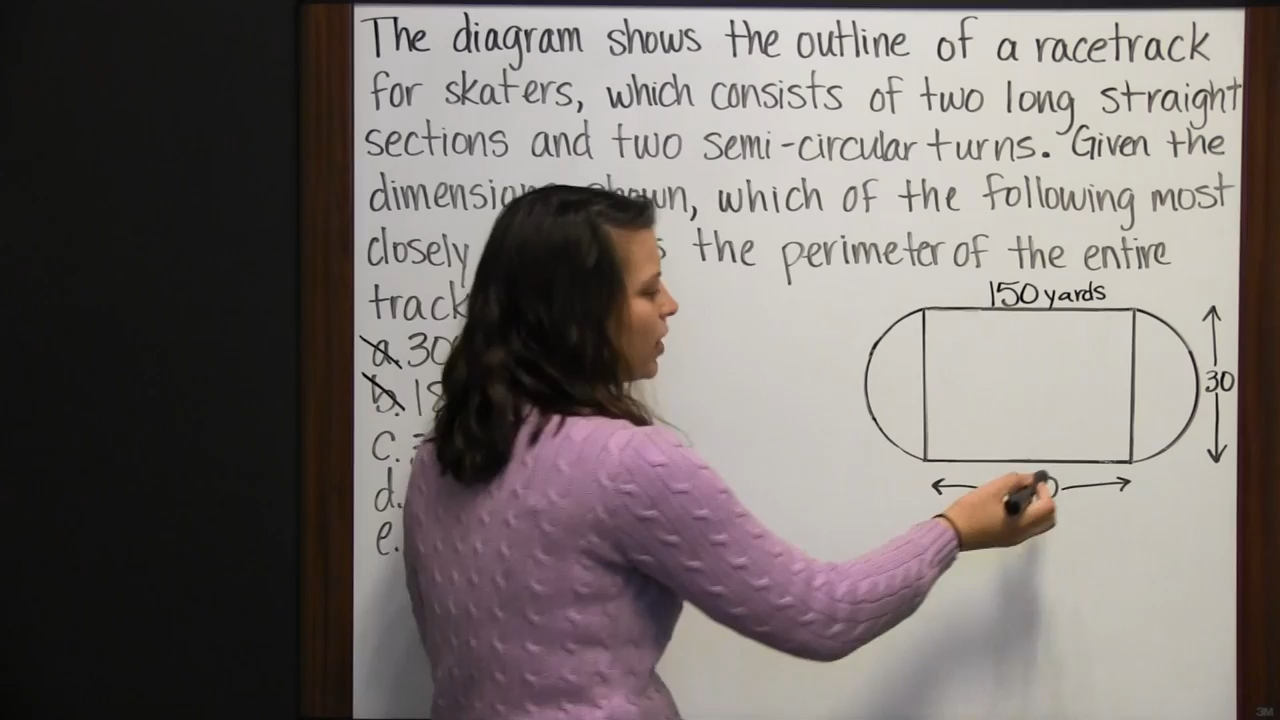 The diagram shows the outline of a racetrack
for skaters, which consists of two long straight
sections and two semi-circular turns. Given the
which of the following most
closely the perimeter of the entire
track
150 yards
a. 30
b. 18
30
c.
d.
e.
3M